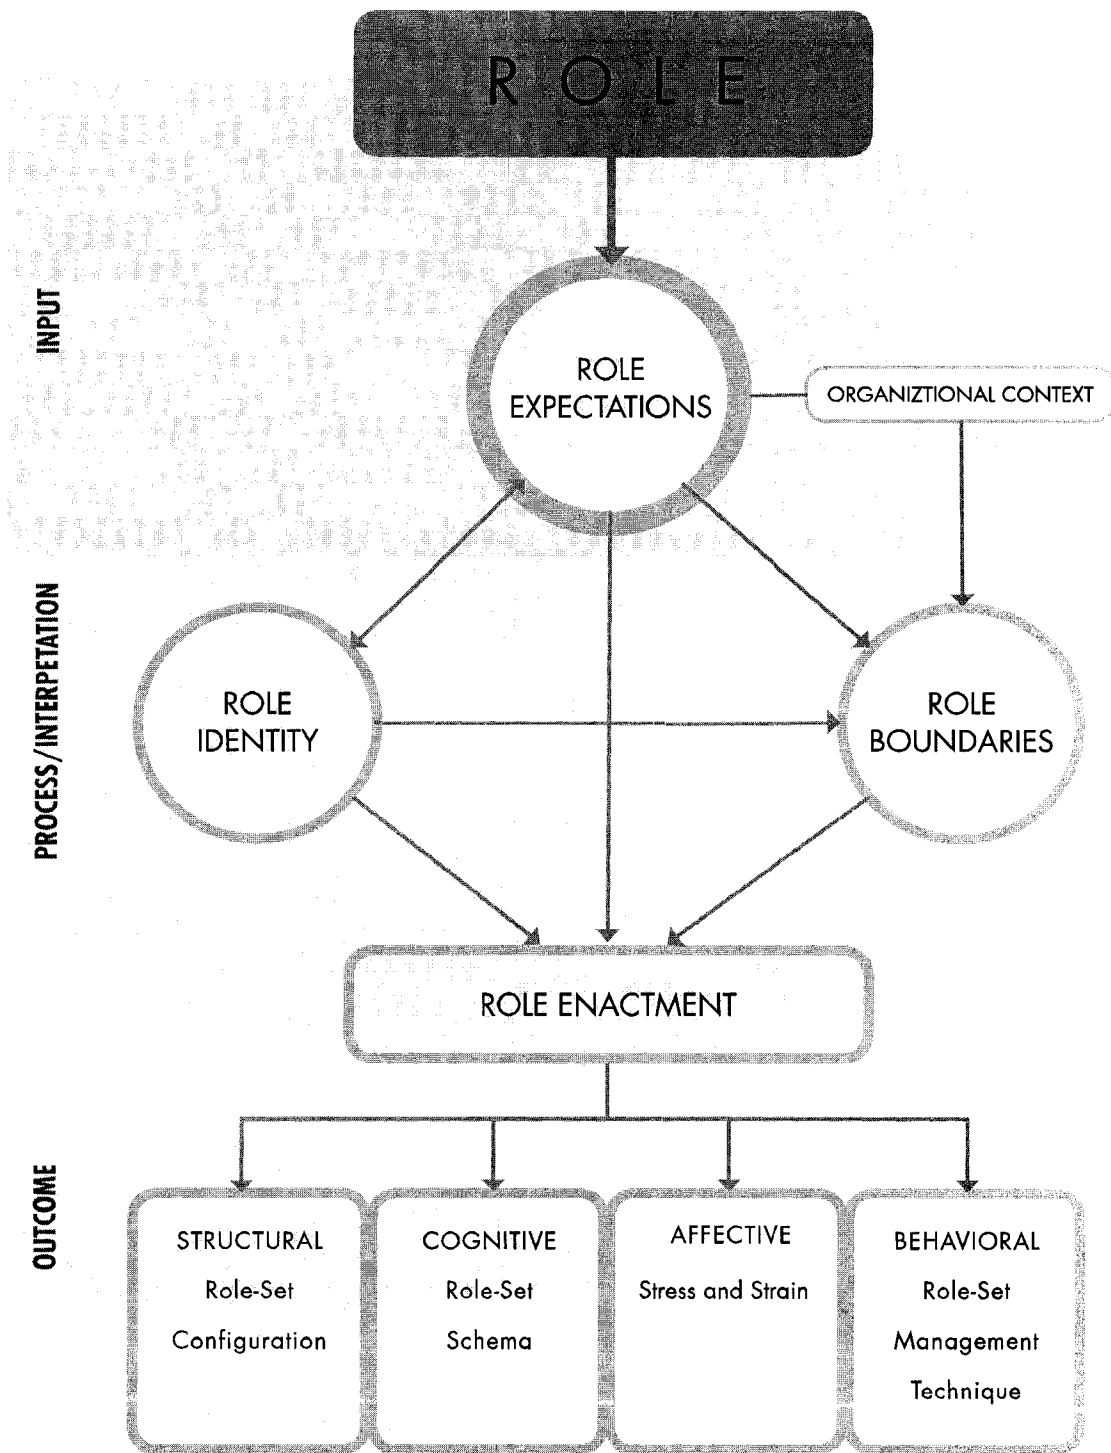 ROLE
INPUT
ROLE
EXPECTATIONS
ORGANIZTIONAL CONTEXT
PROCESS/INTERPETATION
ROLE
IDENTITY
ROLE
BOUNDARIES
ROLE ENACTMENT
OUTCOME
STRUCTURAL
Role-Set
Configuration
COGNITIVE
Role-Set
Schema
AFFECTIVE
Stress and Strain
BEHAVIORAL
Role-Set
Management
Technique